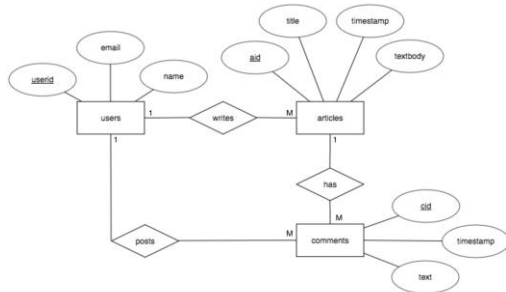 title
timestamp
email
aid
textbody
userid
name
users
1
writes
M
articles
1
1
has
M
cid
posts
M
comments
timestamp
text